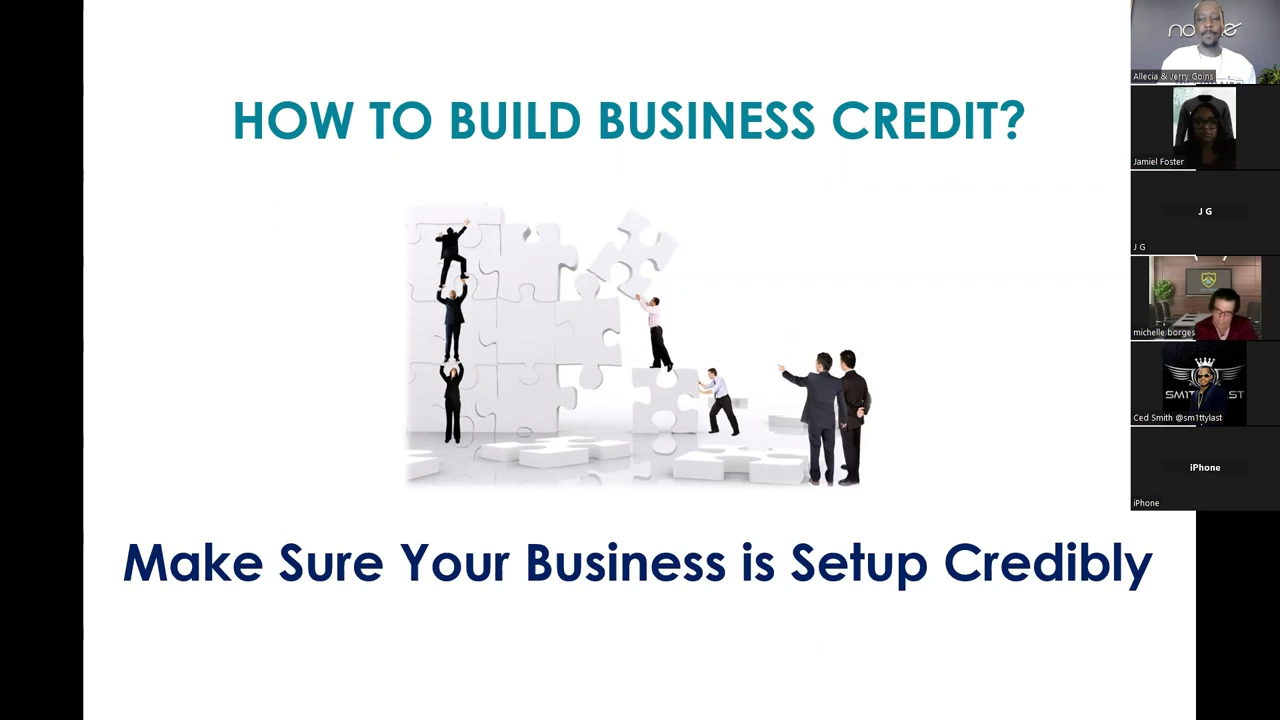 HOW TO BUILD BUSINESS CREDIT?
Make Sure Your Business is Setup Credibly
Allecia & Jerry Goins
Jamiel Foster
J G
J G
michelle borges
Ced Smith @sm1ttylast
iPhone
iPhone